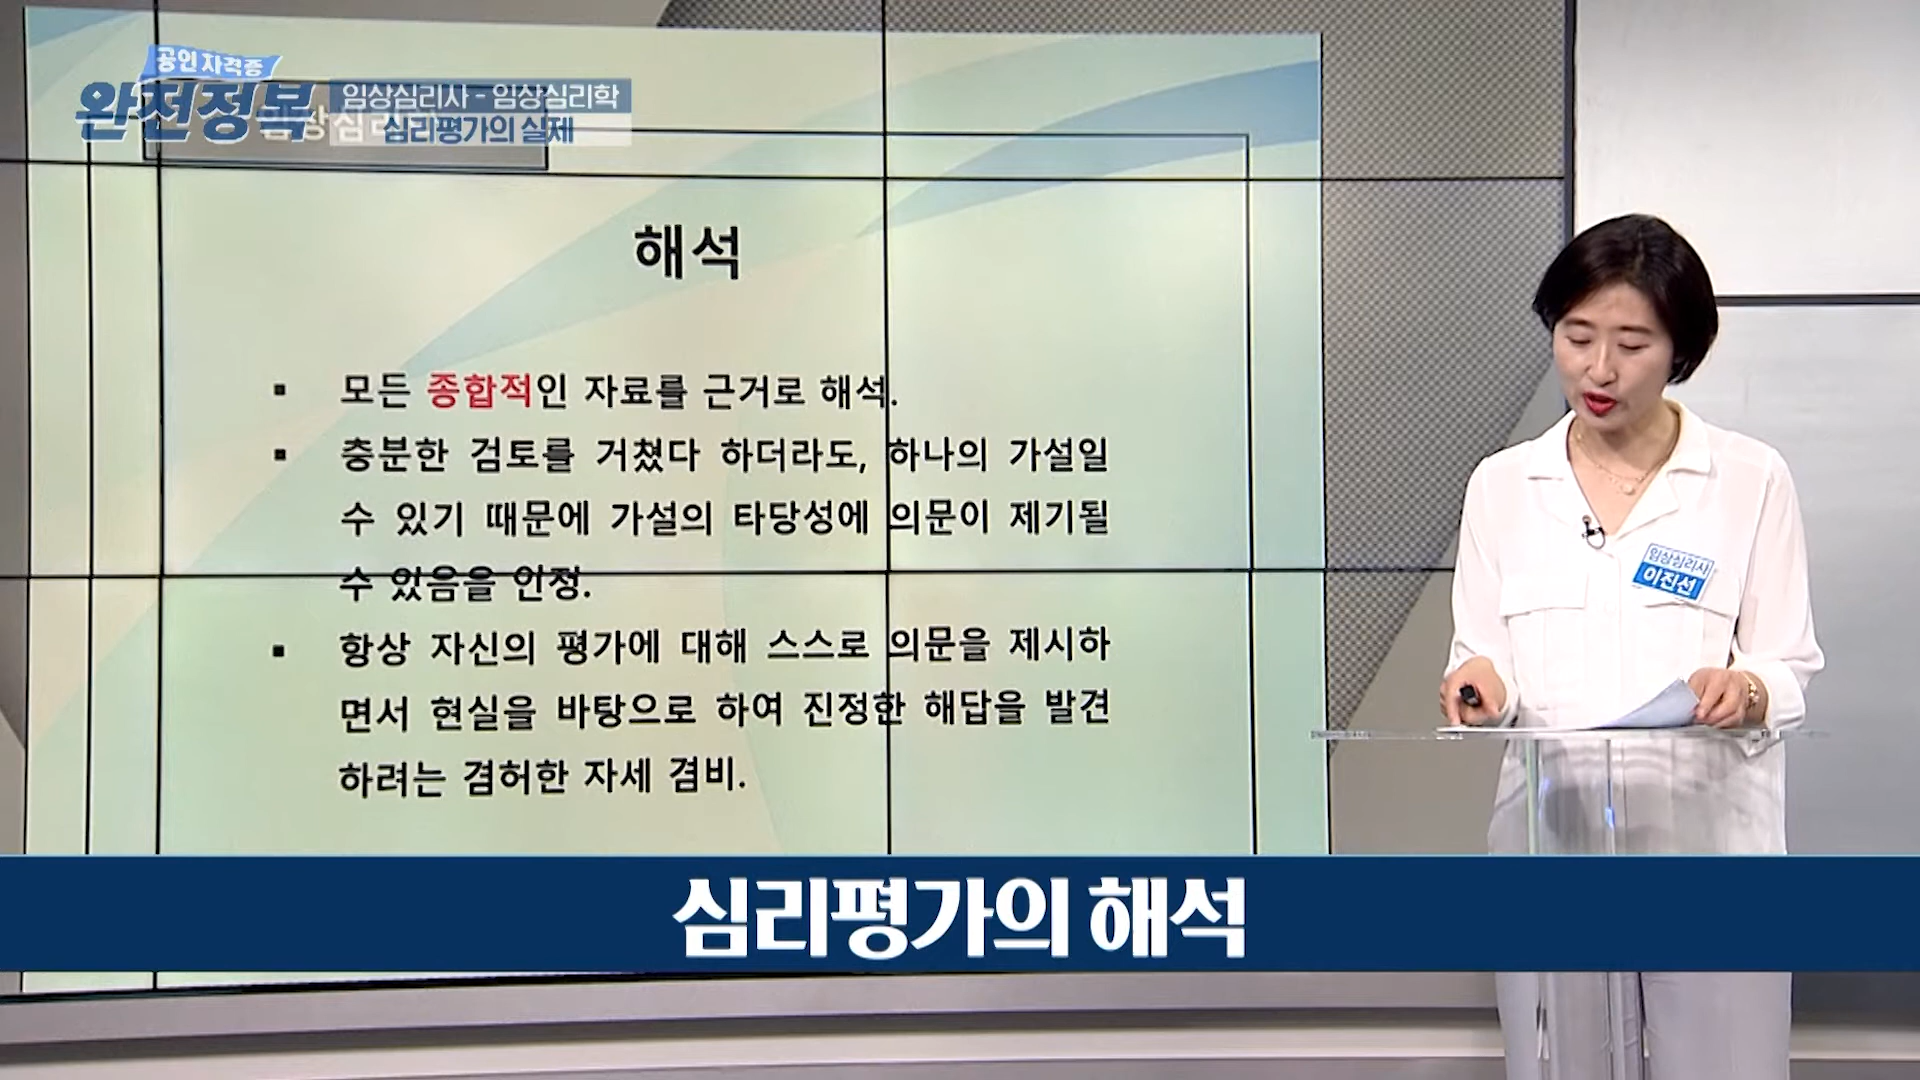 공인 자격증
완전정복
임상심리사 - 임상심리학
심리평가의 실제
해석
▪ 모든 종합적인 자료를 근거로 해석.
▪ 충분한 검토를 거쳤다 하더라도, 하나의 가설일
수 있기 때문에 가설의 타당성에 의문이 제기될
수 있음을 인정.
▪ 항상 자신의 평가에 대해 스스로 의문을 제시하
면서 현실을 바탕으로 하여 진정한 해답을 발견
하려는 겸허한 자세 겸비.
임상심리사
이진선
심리평가의 해석